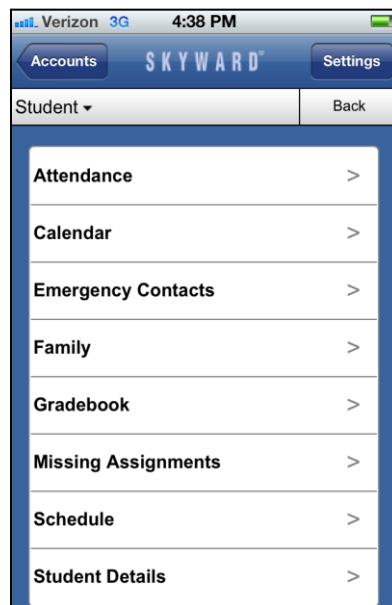 Verizon 3G 4:38 PM
Accounts SKYWARD Settings
Student Back
Attendance >
Calendar >
Emergency Contacts >
Family >
Gradebook >
Missing Assignments >
Schedule >
Student Details >